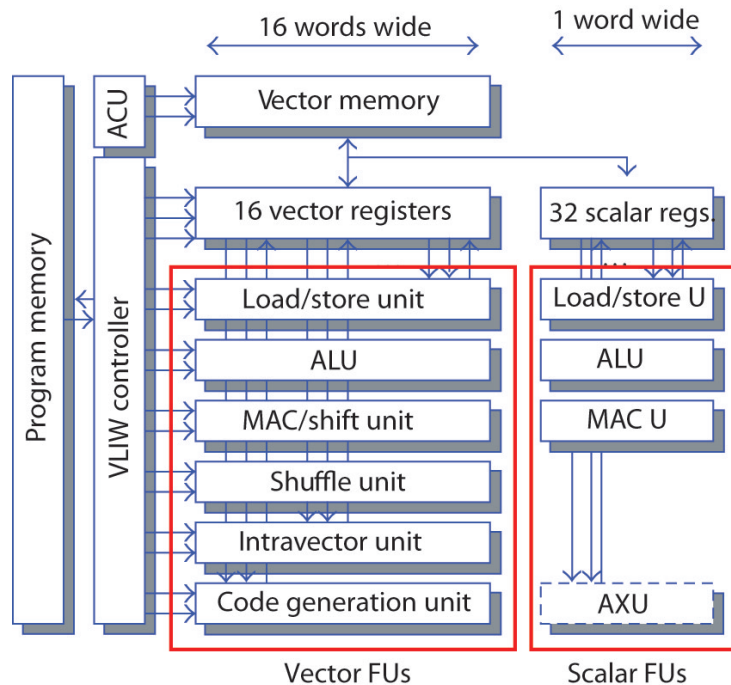 16 words wide
1 word wide
ACU
Vector memory
16 vector registers
32 scalar regs.
...
Program memory
VLIW controller
Load/store unit
Load/store U
ALU
ALU
MAC/shift unit
MAC U
Shuffle unit
Intravector unit
Code generation unit
AXU
Vector FUs
Scalar FUs